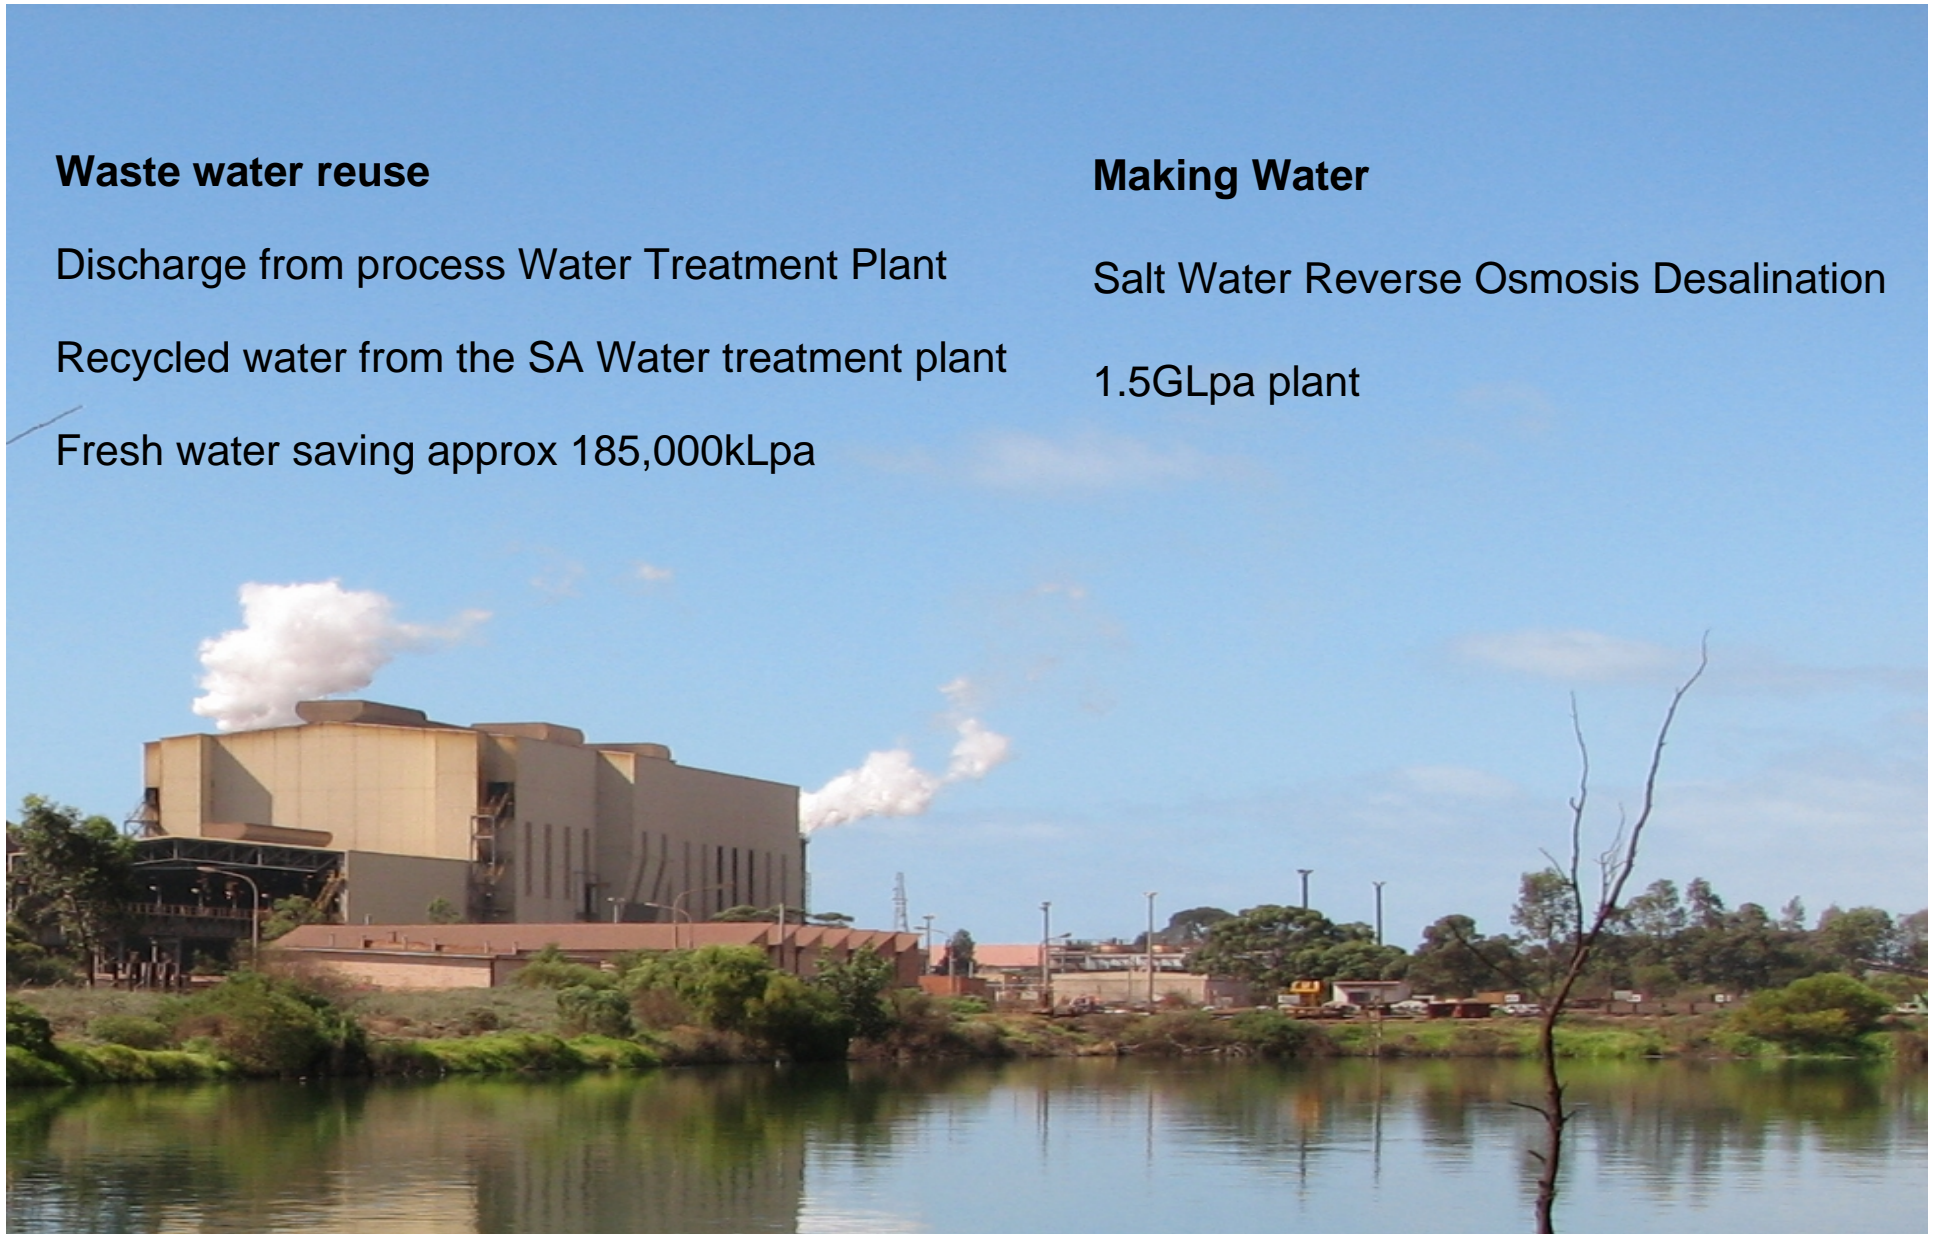 Waste water reuse
Discharge from process Water Treatment Plant
Recycled water from the SA Water treatment plant
Fresh water saving approx 185,000kLpa
Making Water
Salt Water Reverse Osmosis Desalination
1.5GLpa plant